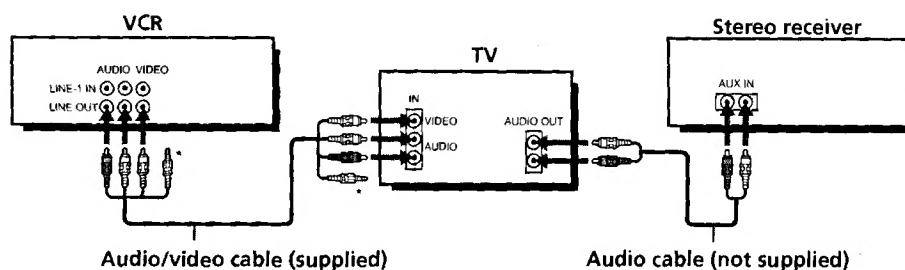 VCR
AUDIO VIDEO
LINE-1 IN
LINE OUT
*
TV
IN
VIDEO
AUDIO
AUDIO OUT
*
Stereo receiver
AUX IN
Audio/video cable (supplied)
Audio cable (not supplied)